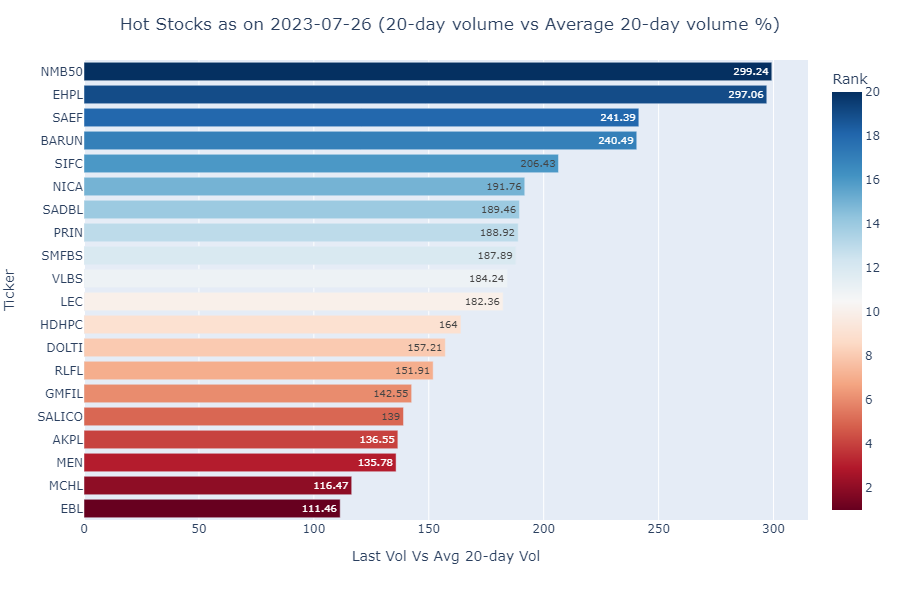 Hot Stocks as on 2023-07-26 (20-day volume vs Average 20-day volume %)
Rank
NMB50 299.24
EHPL 297.06
SAEF 241.39
BARUN 240.49
SIFC 206.43
NICA 191.76
SADBL 189.46
PRIN 188.92
SMFBS 187.89
VLBS 184.24
LEC 182.36
HDHPC 164
DOLTI 157.21
RLFL 151.91
GMFIL 142.55
SALICO 139
AKPL 136.55
MEN 135.78
MCHL 116.47
EBL 111.46
Ticker
0 50 100 150 200 250 300
Last Vol Vs Avg 20-day Vol
20
18
16
14
12
10
8
6
4
2